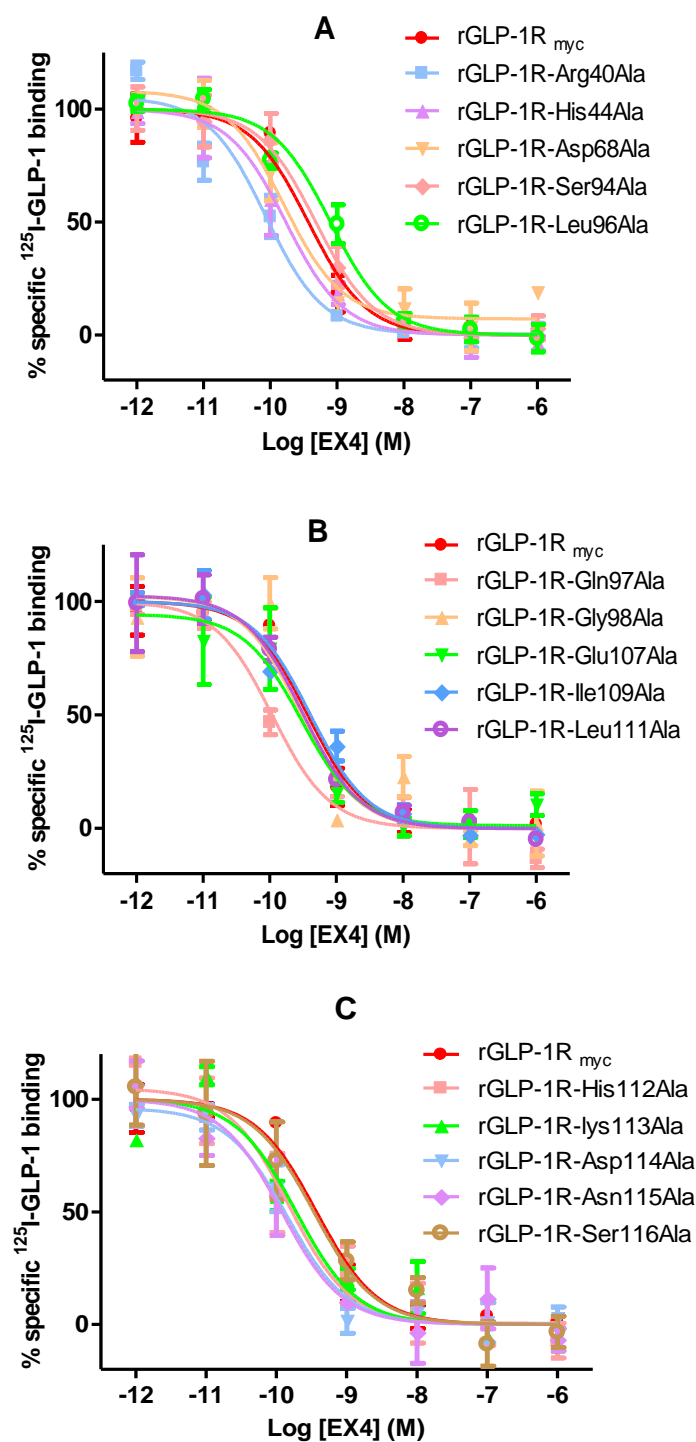 A
rGLP-1R myc
rGLP-1R-Arg40Ala
rGLP-1R-His44Ala
rGLP-1R-Asp68Ala
rGLP-1R-Ser94Ala
rGLP-1R-Leu96Ala
% specific ¹²⁵I-GLP-1 binding
100
50
0
-12 -11 -10 -9 -8 -7 -6
Log [EX4] (M)
B
rGLP-1R myc
rGLP-1R-Gln97Ala
rGLP-1R-Gly98Ala
rGLP-1R-Glu107Ala
rGLP-1R-Ile109Ala
rGLP-1R-Leu111Ala
% specific ¹²⁵I-GLP-1 binding
100
50
0
-12 -11 -10 -9 -8 -7 -6
Log [EX4] (M)
C
rGLP-1R myc
rGLP-1R-His112Ala
rGLP-1R-lys113Ala
rGLP-1R-Asp114Ala
rGLP-1R-Asn115Ala
rGLP-1R-Ser116Ala
% specific ¹²⁵I-GLP-1 binding
100
50
0
-12 -11 -10 -9 -8 -7 -6
Log [EX4] (M)